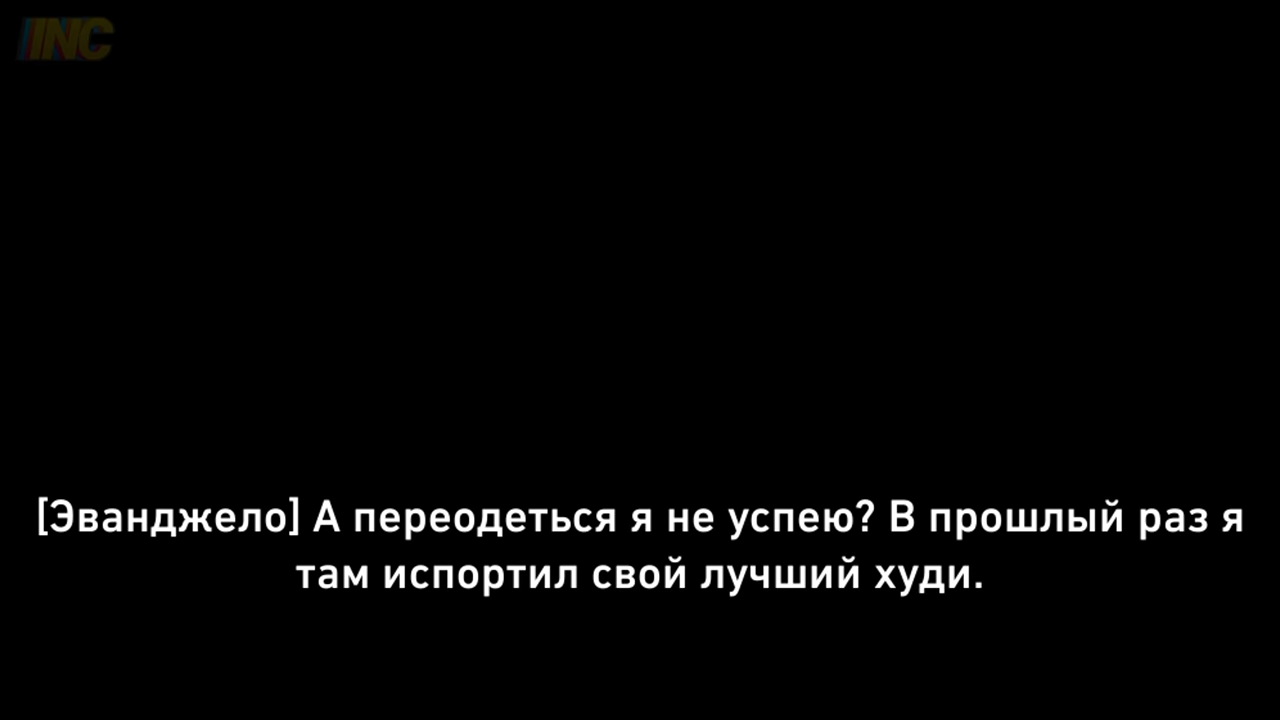 INC
[Эванджело] А переодеться я не успею? В прошлый раз я
там испортил свой лучший худи.